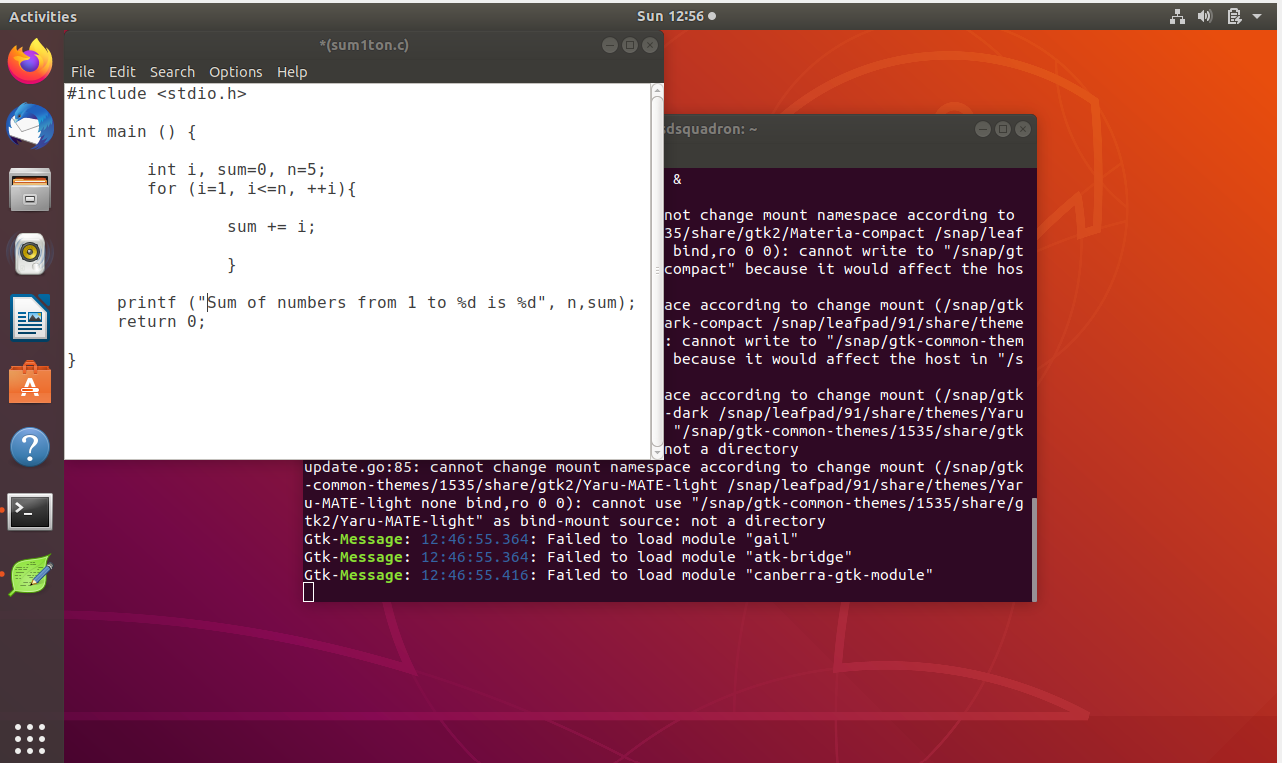 Activities
Sun 12:56
*(sum1ton.c)
File Edit Search Options Help
#include <stdio.h>
int main () {
int i, sum=0, n=5;
for (i=1, i<=n, ++i){
sum += i;
}
printf ("Sum of numbers from 1 to %d is %d", n,sum);
return 0;
}
dsquadron: ~
&
not change mount namespace according to
35/share/gtk2/Materia-compact /snap/leaf
bind,ro 0 0): cannot write to "/snap/gt
compact" because it would affect the hos
ace according to change mount (/snap/gtk
ark-compact /snap/leafpad/91/share/theme
: cannot write to "/snap/gtk-common-them
because it would affect the host in "/s
ace according to change mount (/snap/gtk
-dark /snap/leafpad/91/share/themes/Yaru
"/snap/gtk-common-themes/1535/share/gtk
not a directory
update.go:85: cannot change mount namespace according to change mount (/snap/gtk
-common-themes/1535/share/gtk2/Yaru-MATE-light /snap/leafpad/91/share/themes/Yar
u-MATE-light none bind,ro 0 0): cannot use "/snap/gtk-common-themes/1535/share/g
tk2/Yaru-MATE-light" as bind-mount source: not a directory
Gtk-Message: 12:46:55.364: Failed to load module "gail"
Gtk-Message: 12:46:55.364: Failed to load module "atk-bridge"
Gtk-Message: 12:46:55.416: Failed to load module "canberra-gtk-module"